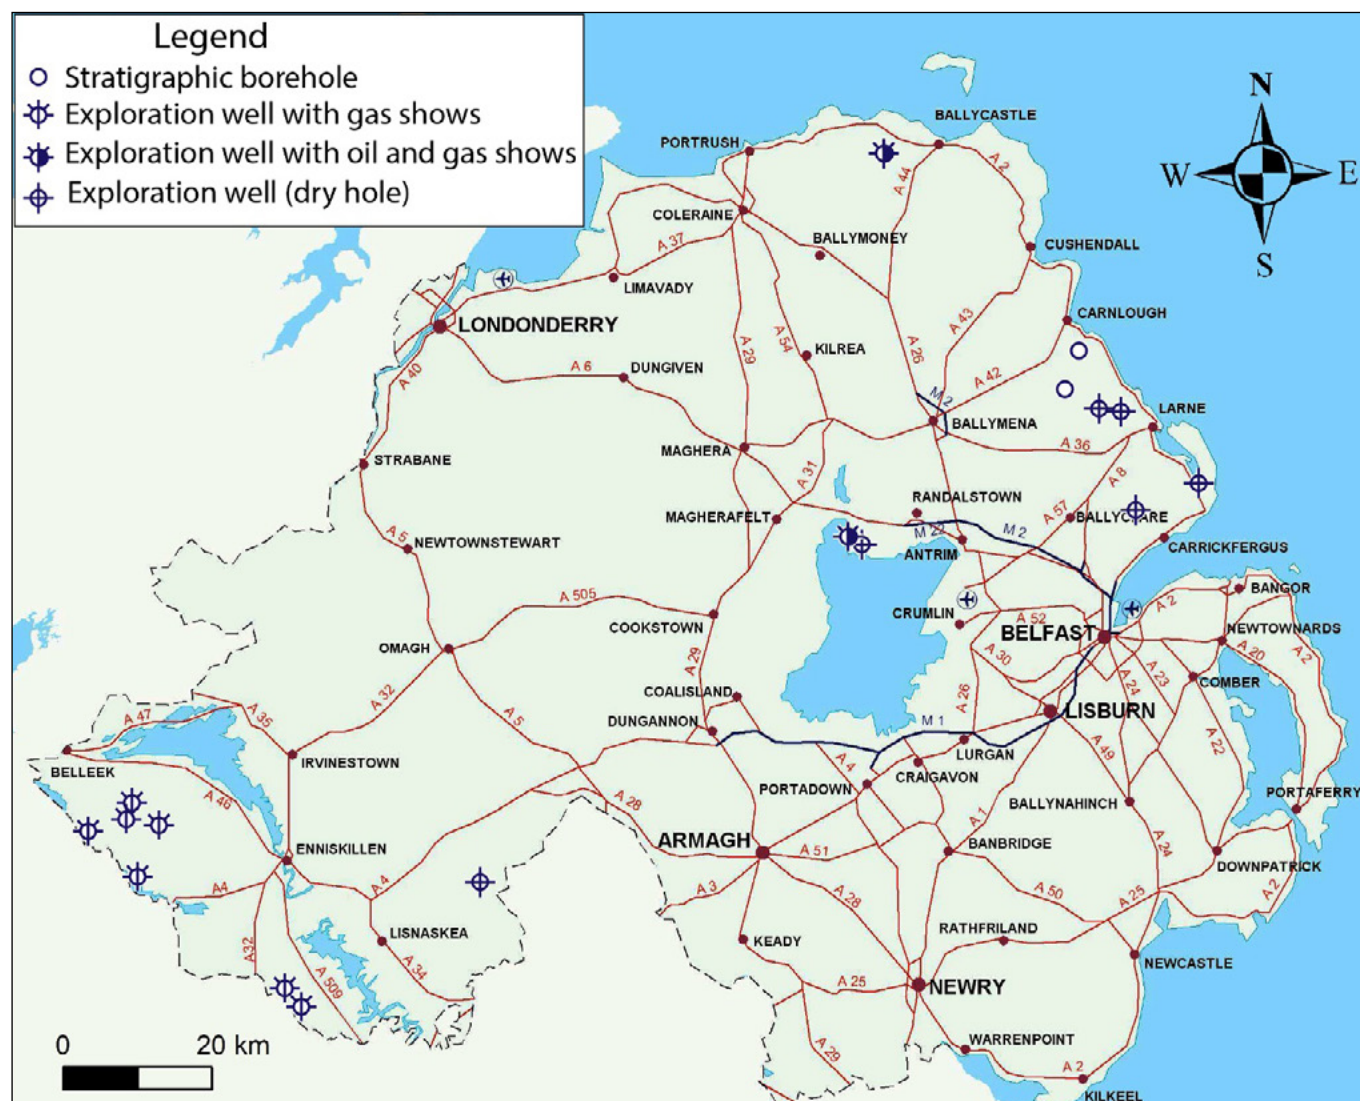 Legend
Stratigraphic borehole
Exploration well with gas shows
Exploration well with oil and gas shows
Exploration well (dry hole)
N
W
E
S
BALLYCASTLE
PORTRUSH
A 2
A 44
COLERAINE
BALLYMONEY
A 37
CUSHENDALL
LIMAVADY
CARNLOUGH
LONDONDERRY
A 43
A 54
A 29
A 26
KILREA
A 6
DUNGIVEN
A 40
A 42
M 2
LARNE
BALLYMENA
MAGHERA
A 36
STRABANE
A 31
A 8
RANDALSTOWN
A 57
BALLYCLARE
MAGHERAFELT
M 22
M 2
A 5
NEWTOWNSTEWART
ANTRIM
CARRICKFERGUS
BANGOR
A 505
CRUMLIN
A 52
A 2
COOKSTOWN
BELFAST
NEWTOWNARDS
OMAGH
A 29
A 30
A 20
A 2
A 32
COALISLAND
A 26
A 24
A 23
COMBER
A 47
A 35
A 5
DUNGANNON
M 1
LISBURN
A 22
BELLEEK
IRVINESTOWN
LURGAN
A 49
A 4
CRAIGAVON
A 46
A 28
PORTADOWN
A 1
BALLYNAHINCH
PORTAFERRY
ARMAGH
A 51
BANBRIDGE
A 24
ENNISKILLEN
DOWNPATRICK
A4
A 4
A 3
A 28
A 50
A 25
A 2
LISNASKEA
KEADY
RATHFRILAND
A32
A 34
NEWCASTLE
A 509
A 25
NEWRY
0
20 km
A 29
WARRENPOINT
A 2
KILKEEL